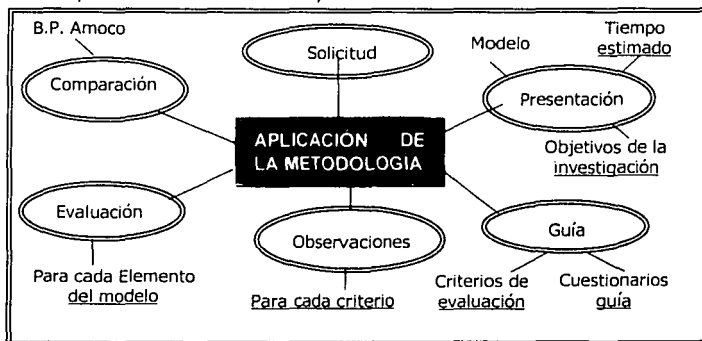 B.P. Amoco
Comparación
Solicitud
Modelo
Tiempo
estimado
Presentación
Objetivos de la
investigación
APLICACIÓN DE
LA METODOLOGIA
Evaluación
Para cada Elemento
del modelo
Observaciones
Para cada criterio
Guía
Criterios de
evaluación
Cuestionarios
guía